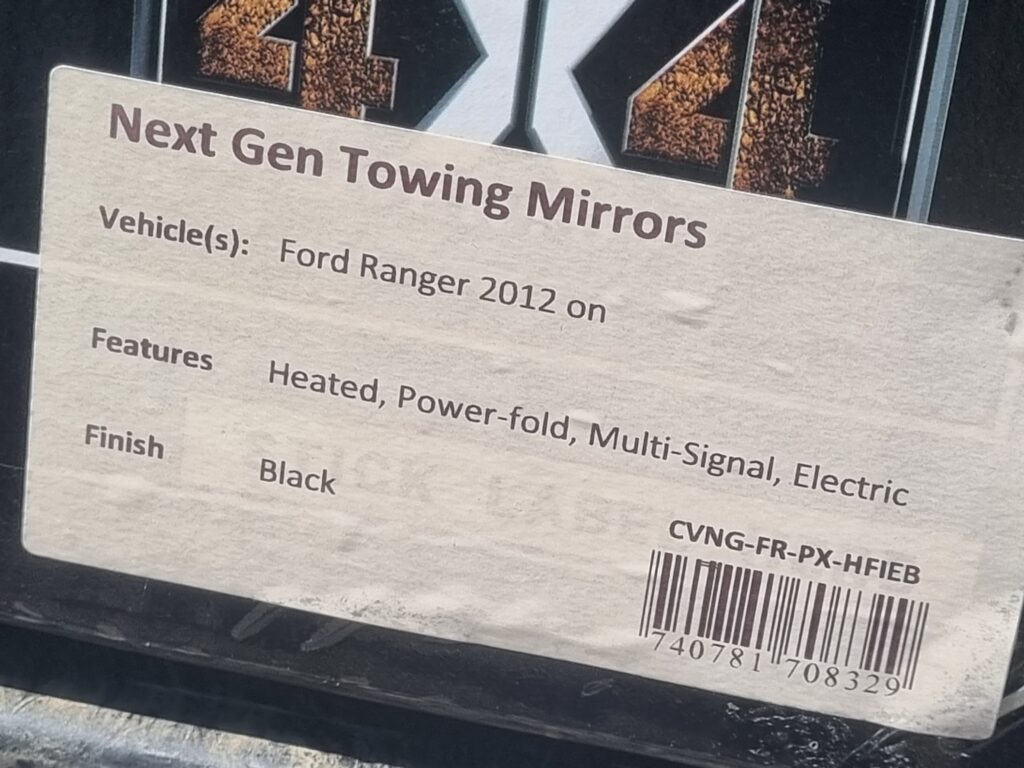 4X4
Next Gen Towing Mirrors
Vehicle(s): Ford Ranger 2012 on
Features Heated, Power-fold, Multi-Signal, Electric
Finish Black
CVNG-FR-PX-HFIEB
740781 708329